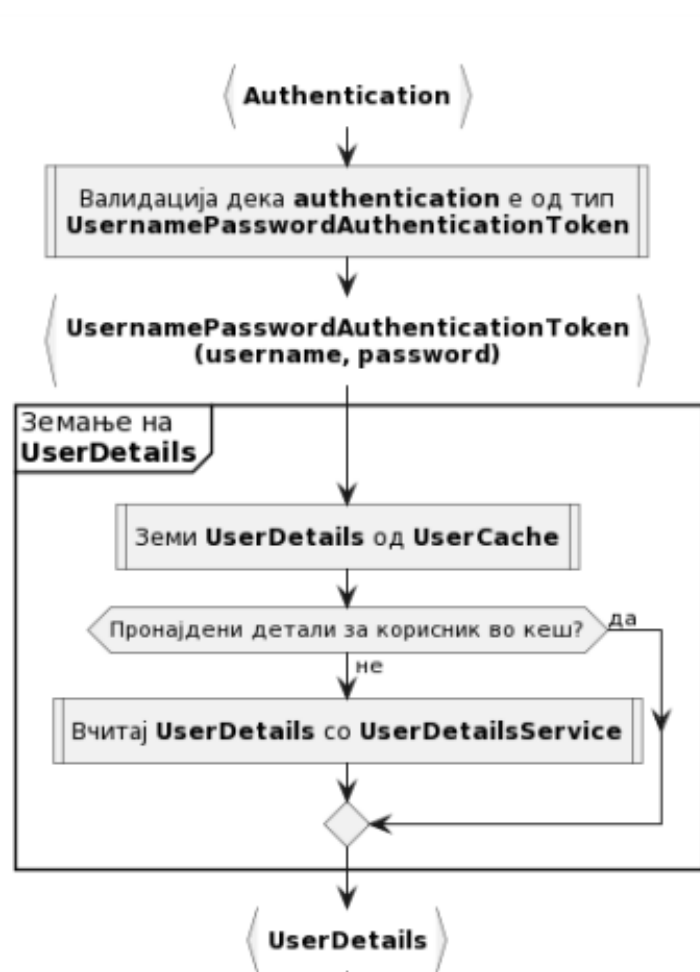 Authentication
Валидација дека authentication е од тип
UsernamePasswordAuthenticationToken
UsernamePasswordAuthenticationToken
(username, password)
Земање на
UserDetails
Земи UserDetails од UserCache
Пронајдени детали за корисник во кеш?
да
не
Вчитај UserDetails со UserDetailsService
UserDetails